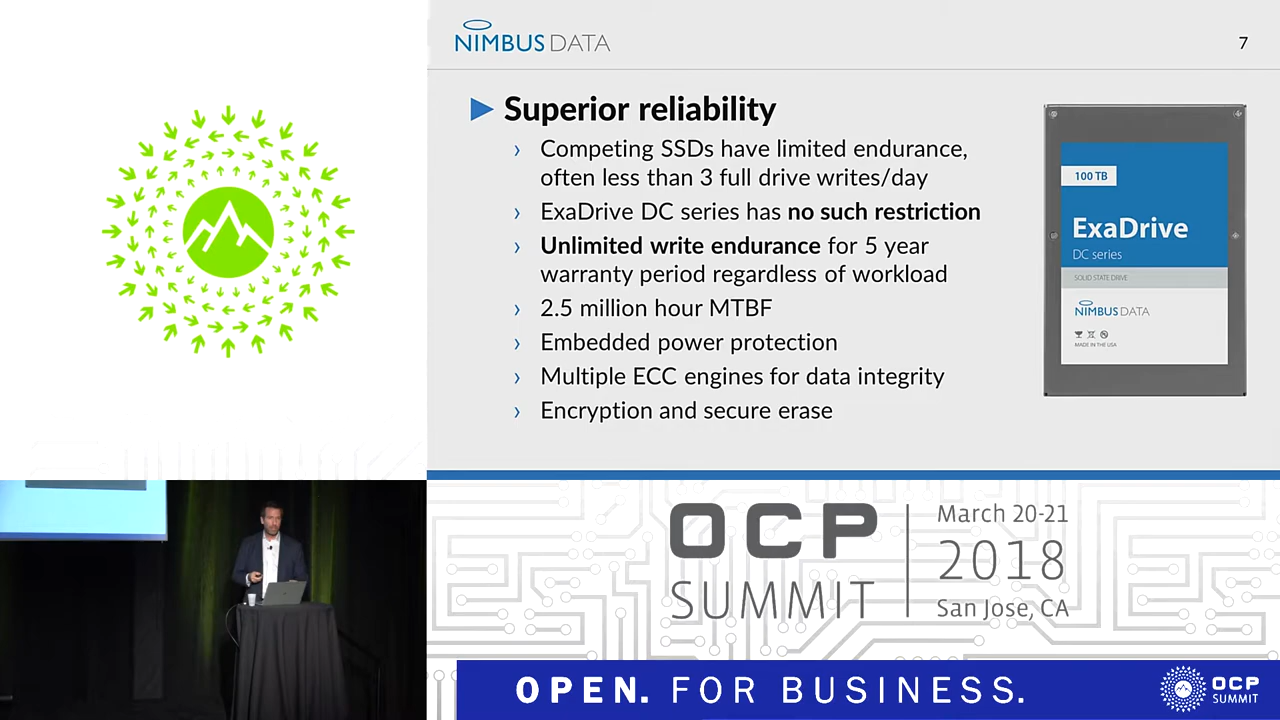 NIMBUS DATA
7
Superior reliability
› Competing SSDs have limited endurance,
often less than 3 full drive writes/day
› ExaDrive DC series has no such restriction
› Unlimited write endurance for 5 year
warranty period regardless of workload
› 2.5 million hour MTBF
› Embedded power protection
› Multiple ECC engines for data integrity
› Encryption and secure erase
100 TB
ExaDrive
DC series
SOLID STATE DRIVE
NIMBUS DATA
MADE IN THE USA
OCP
SUMMIT
March 20-21
2018
San Jose, CA
OPEN. FOR BUSINESS.
OCP
SUMMIT